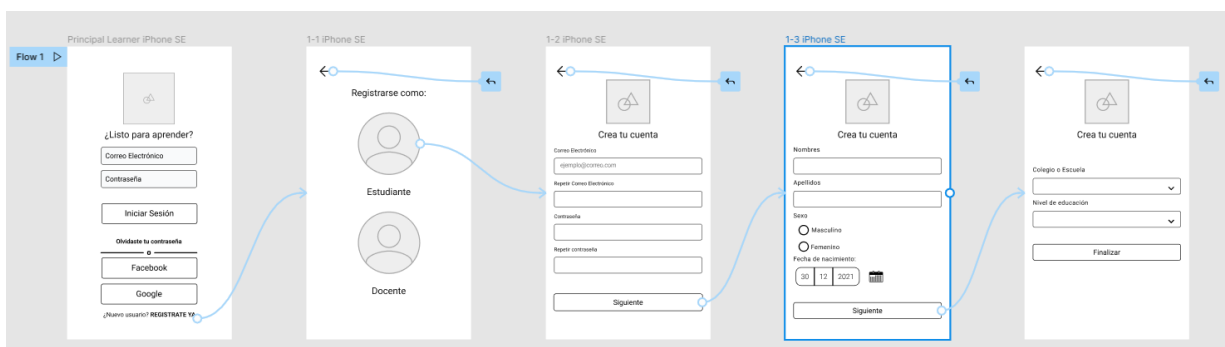 Principal Learner iPhone SE
Flow 1
¿Listo para aprender?
Correo Electrónico
Contraseña
Iniciar Sesión
Olvidaste tu contraseña
o
Facebook
Google
¿Nuevo usuario? REGISTRATE YA
1-1 iPhone SE
Registrarse como:
Estudiante
Docente
1-2 iPhone SE
Crea tu cuenta
Correo Electrónico
ejemplo@correo.com
Repetir Correo Electrónico
Contraseña
Repetir contraseña
Siguiente
1-3 iPhone SE
Crea tu cuenta
Nombres
Apellidos
Sexo
Masculino
Femenino
Fecha de nacimiento:
30 12 2021
Siguiente
Crea tu cuenta
Colegio o Escuela
Nivel de educación
Finalizar